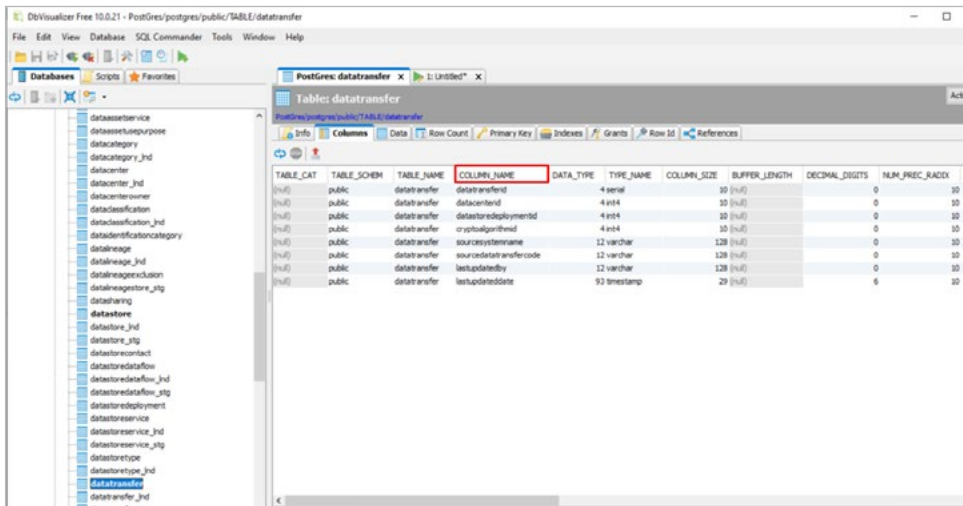 DbVisualizer Free 10.0.21 - PostGres/postgres/public/TABLE/datatransfer
File Edit View Database SQL Commander Tools Window Help
Databases Scripts Favorites
PostGres: datatransfer x 1: Untitled* x
Table: datatransfer
Act
PostGres/postgres/public/TABLE/datatransfer
Info Columns Data Row Count Primary Key Indexes Grants Row Id References
dataassetservice
dataassetusepurpose
datacategory
datacategory_lnd
datacenter
datacenter_lnd
datacenterowner
dataclassification
dataclassification_lnd
dataidentificationcategory
datalineage
datalineage_lnd
datalineageexclusion
datalineagestore_stg
datasharing
datastore
datastore_lnd
datastore_stg
datastorecontact
datastoredataflow
datastoredataflow_lnd
datastoredataflow_stg
datastoredeployment
datastoreservice
datastoreservice_lnd
datastoreservice_stg
datastoretype
datastoretype_lnd
datatransfer
datatransfer_lnd
TABLE_CAT TABLE_SCHEM TABLE_NAME COLUMN_NAME DATA_TYPE TYPE_NAME COLUMN_SIZE BUFFER_LENGTH DECIMAL_DIGITS NUM_PREC_RADIX
(null) public datatransfer datatransferid 4 serial 10 (null) 0 10
(null) public datatransfer datacenterid 4 int4 10 (null) 0 10
(null) public datatransfer datastoredeploymentid 4 int4 10 (null) 0 10
(null) public datatransfer cryptoalgorithmid 4 int4 10 (null) 0 10
(null) public datatransfer sourcesystemname 12 varchar 128 (null) 0 10
(null) public datatransfer sourcedatatransfercode 12 varchar 128 (null) 0 10
(null) public datatransfer lastupdatedby 12 varchar 128 (null) 0 10
(null) public datatransfer lastupdateddate 93 timestamp 29 (null) 6 10